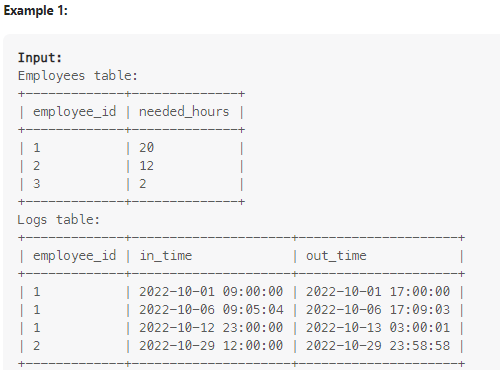 Example 1:
Input:
Employees table:
+-------------+--------------+
| employee_id | needed_hours |
+-------------+--------------+
| 1           | 20           |
| 2           | 12           |
| 3           | 2            |
+-------------+--------------+
Logs table:
+-------------+---------------------+---------------------+
| employee_id | in_time             | out_time            |
+-------------+---------------------+---------------------+
| 1           | 2022-10-01 09:00:00 | 2022-10-01 17:00:00 |
| 1           | 2022-10-06 09:05:04 | 2022-10-06 17:09:03 |
| 1           | 2022-10-12 23:00:00 | 2022-10-13 03:00:01 |
| 2           | 2022-10-29 12:00:00 | 2022-10-29 23:58:58 |
+-------------+---------------------+---------------------+